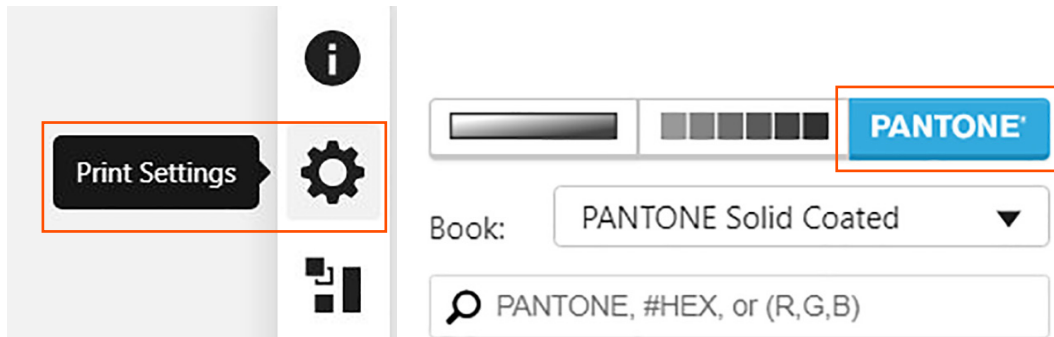 Print Settings
PANTONE®
Book:
PANTONE Solid Coated
PANTONE, #HEX, or (R,G,B)